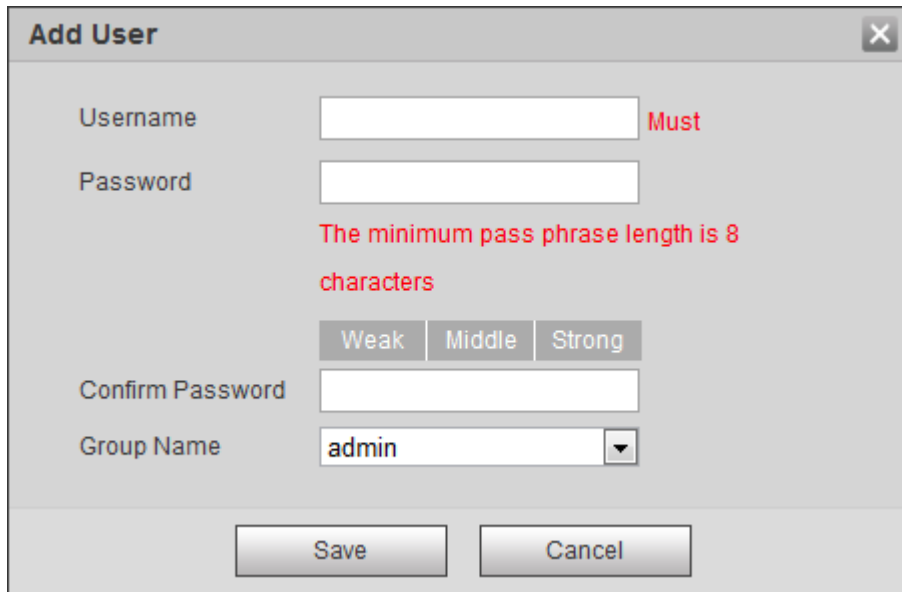 Add User
Username Must
Password
The minimum pass phrase length is 8
characters
Weak Middle Strong
Confirm Password
Group Name admin
Save Cancel